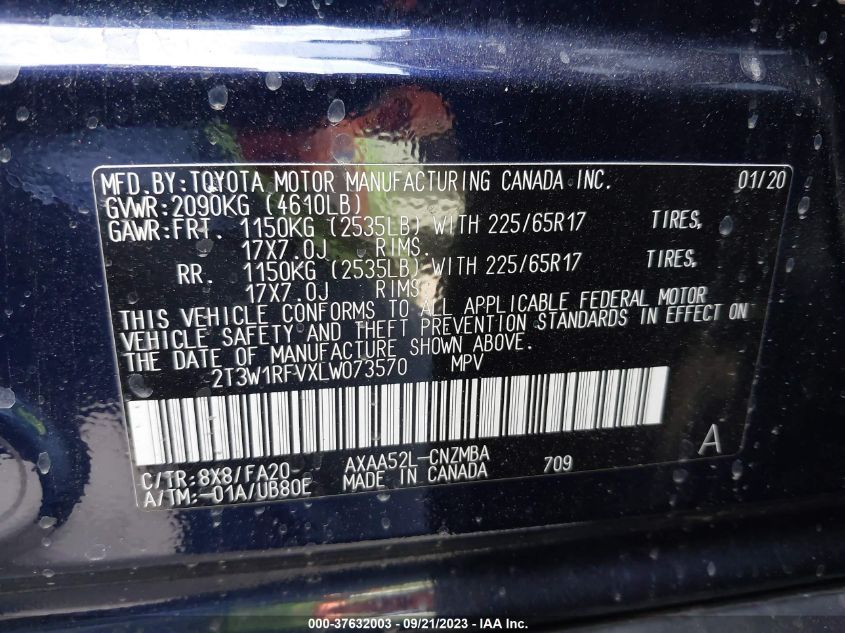 MFD.BY:TOYOTA MOTOR MANUFACTURING CANADA INC. 01/20
GVWR:2090KG (4610LB)
GAWR:FRT. 1150KG (2535LB) WITH 225/65R17 TIRES,
17X7.0J RIMS,
RR. 1150KG (2535LB) WITH 225/65R17 TIRES,
17X7.0J RIMS
THIS VEHICLE CONFORMS TO ALL APPLICABLE FEDERAL MOTOR
VEHICLE SAFETY AND THEFT PREVENTION STANDARDS IN EFFECT ON
THE DATE OF MANUFACTURE SHOWN ABOVE.
2T3W1RFVXLW073570 MPV
A
C/TR:8X8/FA20 AXAA52L-CNZMBA 709
A/TM:-01A/UB80E MADE IN CANADA
000-37632003 — 09/21/2023 — IAA Inc.